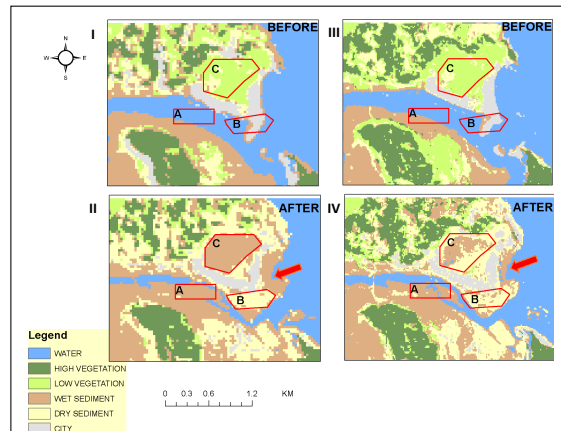 I
BEFORE
III
BEFORE
N
W
E
S
C
A
B
C
A
B
II
AFTER
IV
AFTER
C
A
B
C
A
B
Legend
WATER
HIGH VEGETATION
LOW VEGETATION
WET SEDIMENT
DRY SEDIMENT
CITY
0 0.3 0.6 1.2 KM